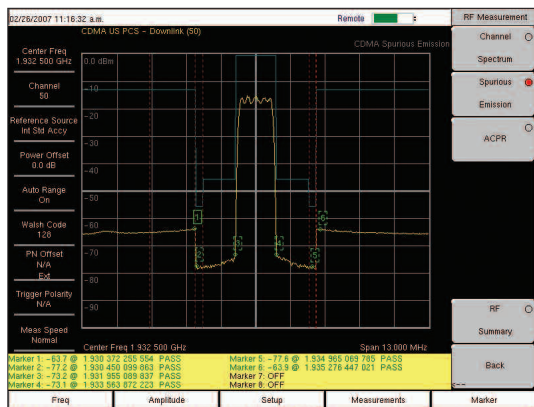 02/26/2007 11:16:32 a.m.
Remote
RF Measurement
CDMA US PCS - Downlink (50)
CDMA Spurious Emission
Center Freq
1.932 500 GHz
Channel
50
Reference Source
Int Std Accy
Power Offset
0.0 dB
Auto Range
On
Walsh Code
128
PN Offset
N/A
Ext
Trigger Polarity
N/A
Meas Speed
Normal
0.0 dBm
-10
-20
-30
-40
-50
-60
-70
-80
-90
1
2
3
4
5
6
Center Freq 1.932 500 GHz
Span 13.000 MHz
Channel
Spectrum
Spurious
Emission
ACPR
RF
Summary
Back
<--
Marker 1: -63.7 @ 1.930 372 255 554 PASS
Marker 2: -77.2 @ 1.930 450 099 863 PASS
Marker 3: -73.2 @ 1.931 955 089 837 PASS
Marker 4: -73.1 @ 1.933 563 872 223 PASS
Marker 5: -77.6 @ 1.934 965 069 785 PASS
Marker 6: -63.9 @ 1.935 276 447 021 PASS
Marker 7: OFF
Marker 8: OFF
Freq
Amplitude
Setup
Measurements
Marker